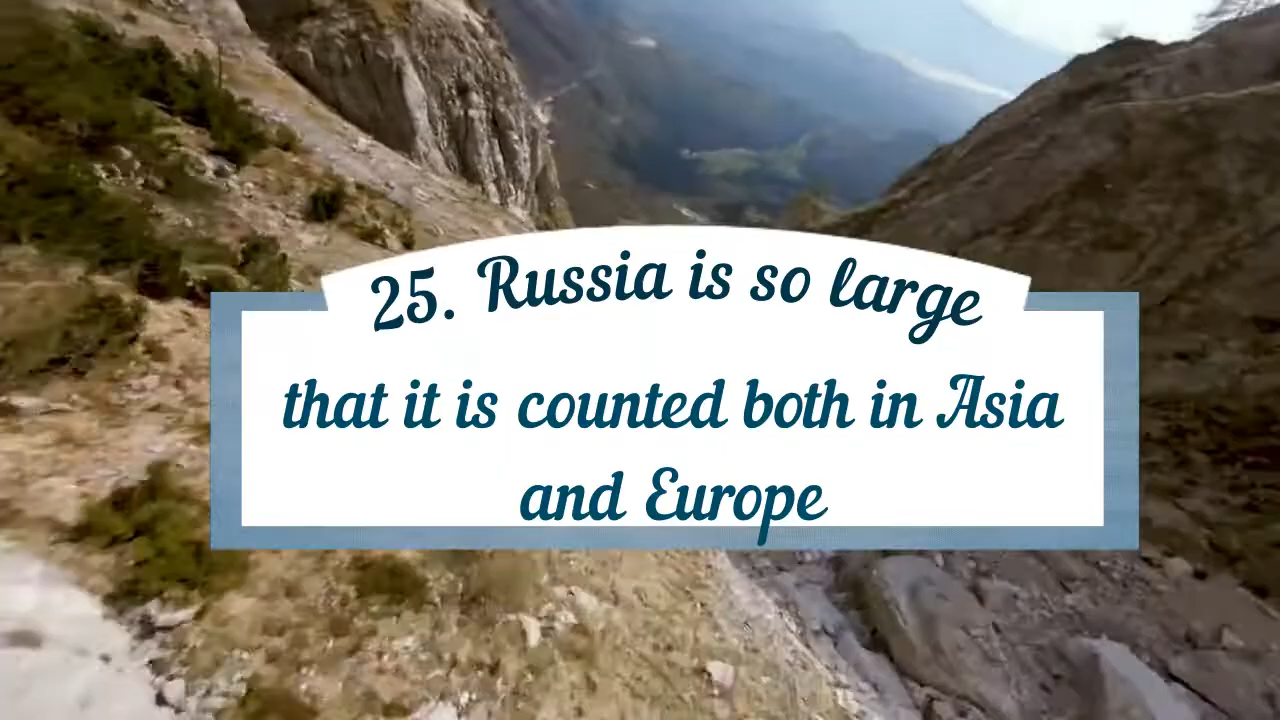 25. Russia is so large
that it is counted both in Asia
and Europe